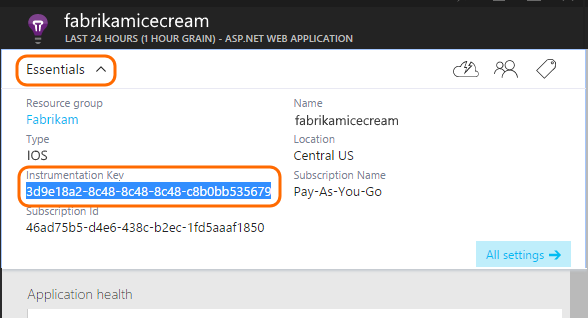 fabrikamicecream
LAST 24 HOURS (1 HOUR GRAIN) - ASP.NET WEB APPLICATION
Essentials
Resource group
Name
Fabrikam
fabrikamicecream
Type
Location
IOS
Central US
Instrumentation Key
Subscription Name
3d9e18a2-8c48-8c48-8c48-c8b0bb535679
Pay-As-You-Go
Subscription Id
46ad75b5-d4e6-438c-b2ec-1fd5aaaf1850
All settings
Application health